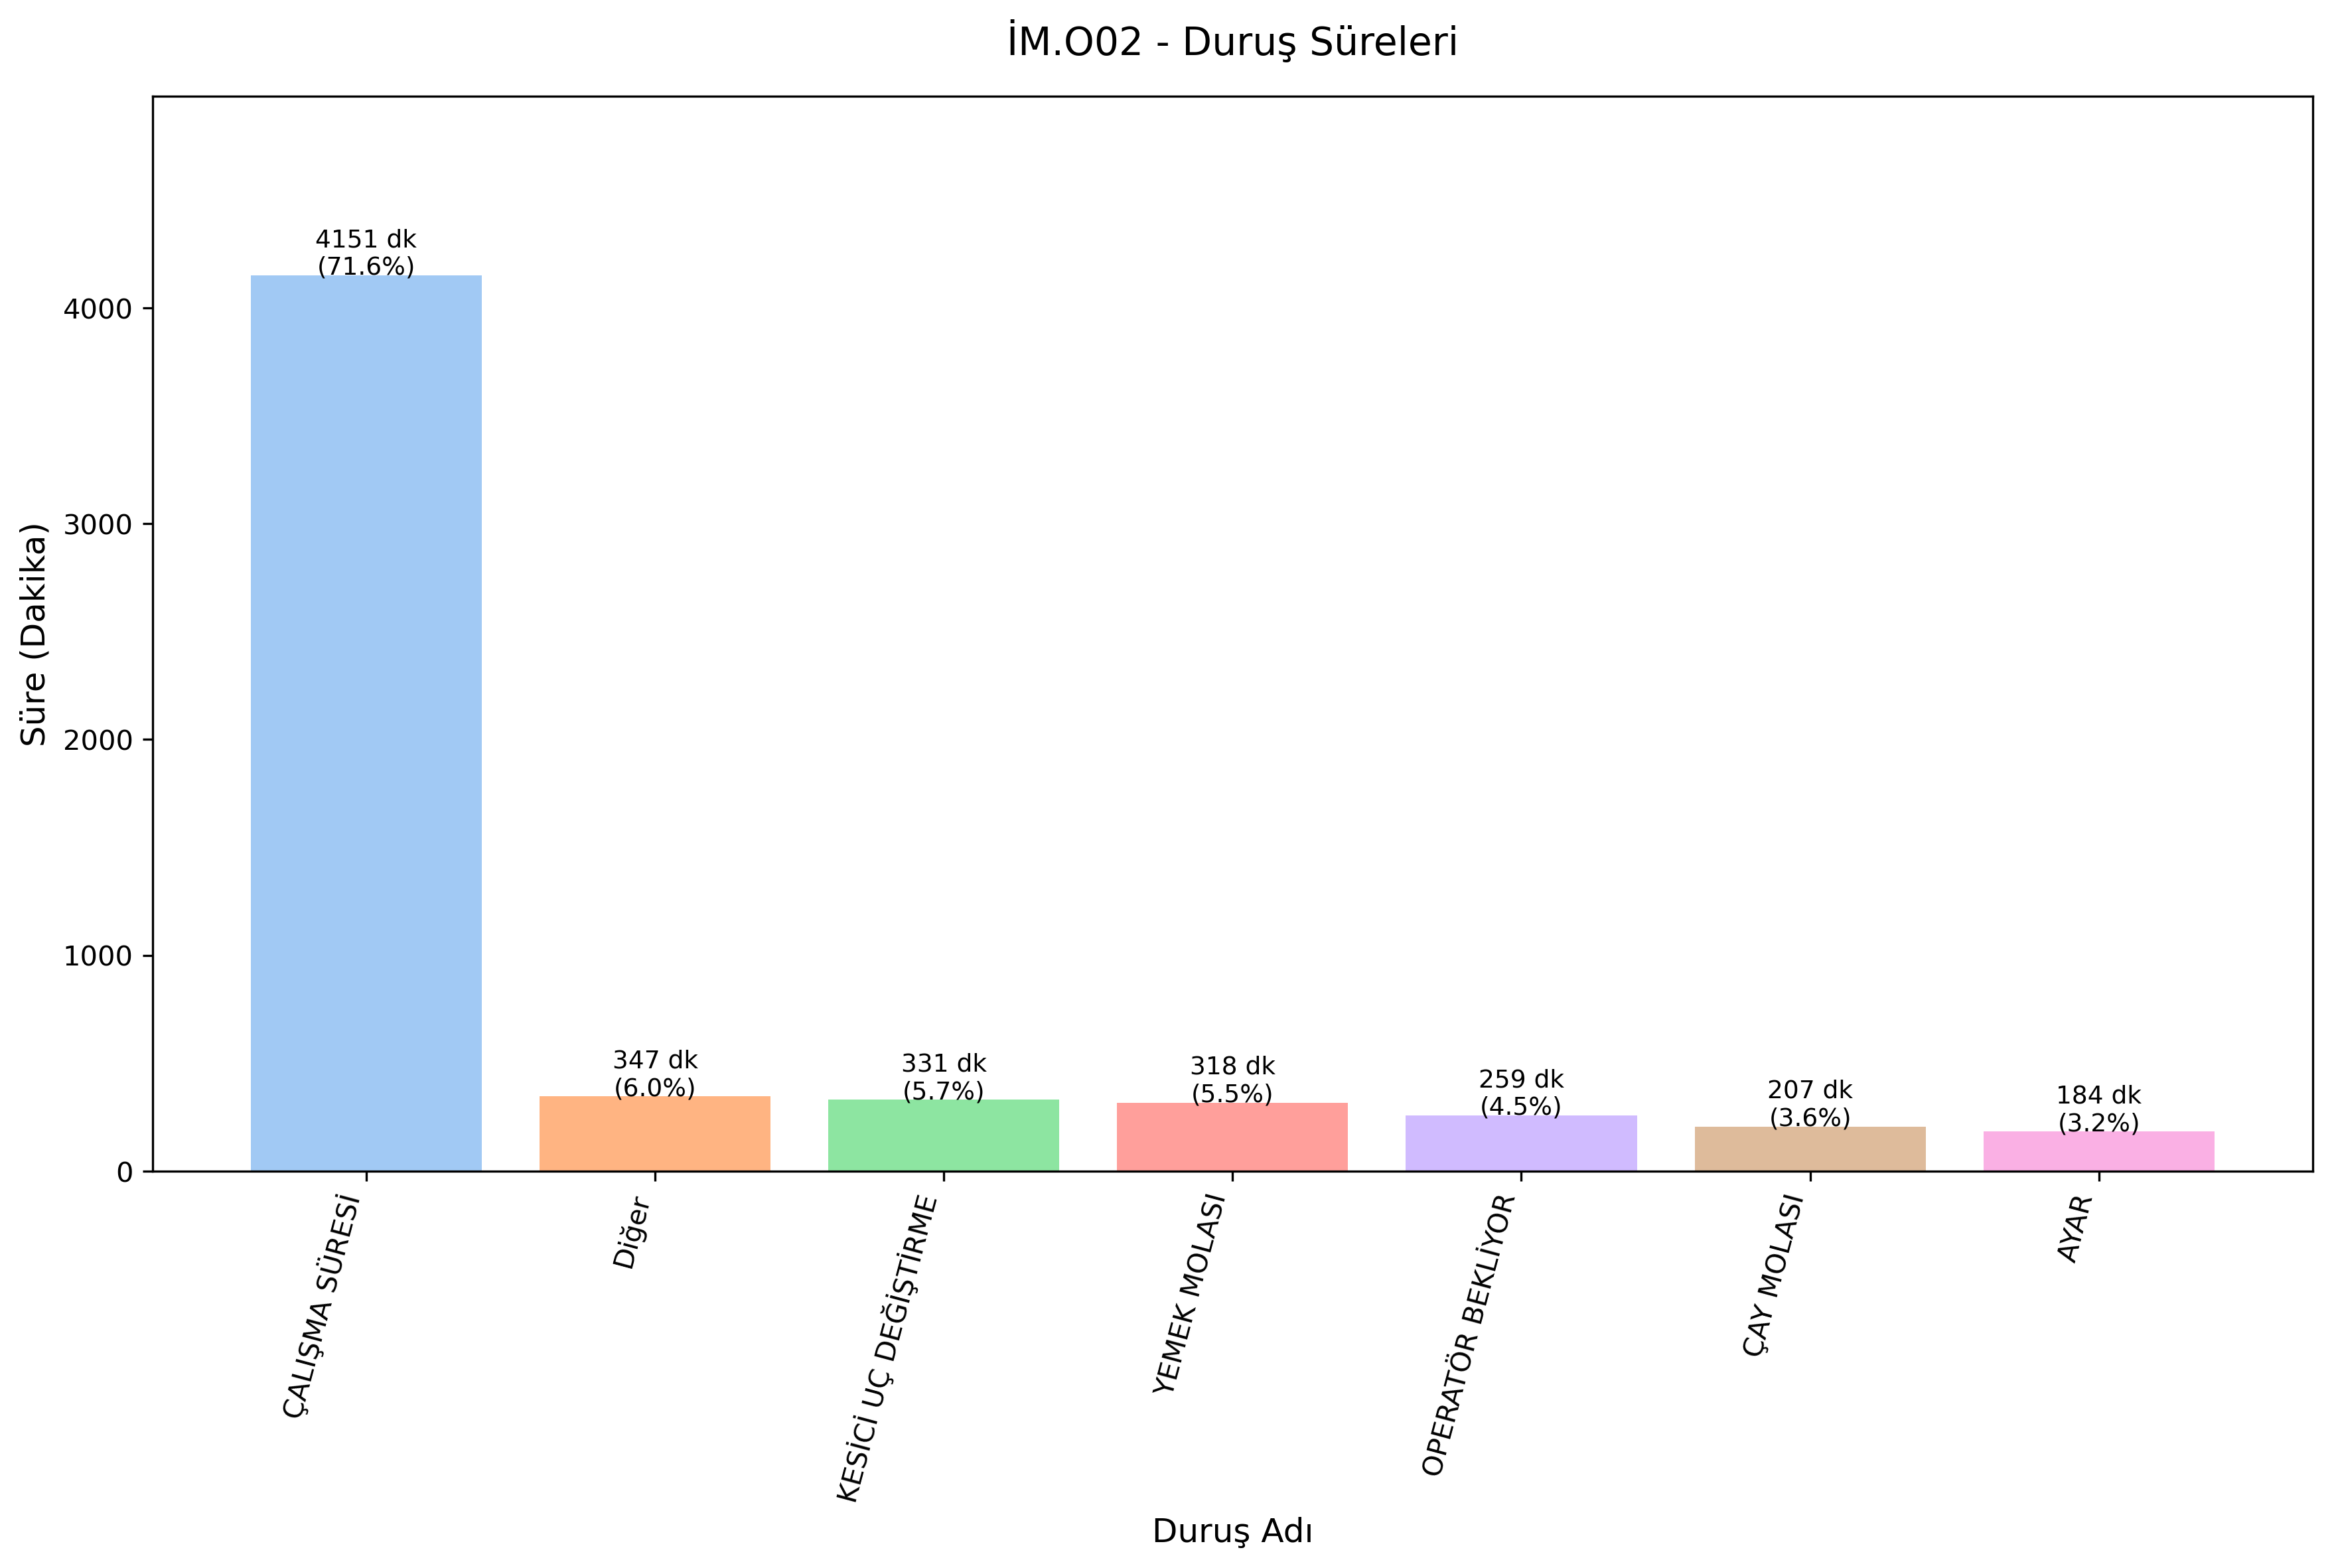 İM.O02 - Duruş Süreleri
Süre (Dakika)
4000
3000
2000
1000
0
4151 dk
(71.6%)
347 dk
(6.0%)
331 dk
(5.7%)
318 dk
(5.5%)
259 dk
(4.5%)
207 dk
(3.6%)
184 dk
(3.2%)
ÇALIŞMA SÜRESİ
Diğer
KESİCİ UÇ DEĞİŞTİRME
YEMEK MOLASI
OPERATÖR BEKLİYOR
ÇAY MOLASI
AYAR
Duruş Adı